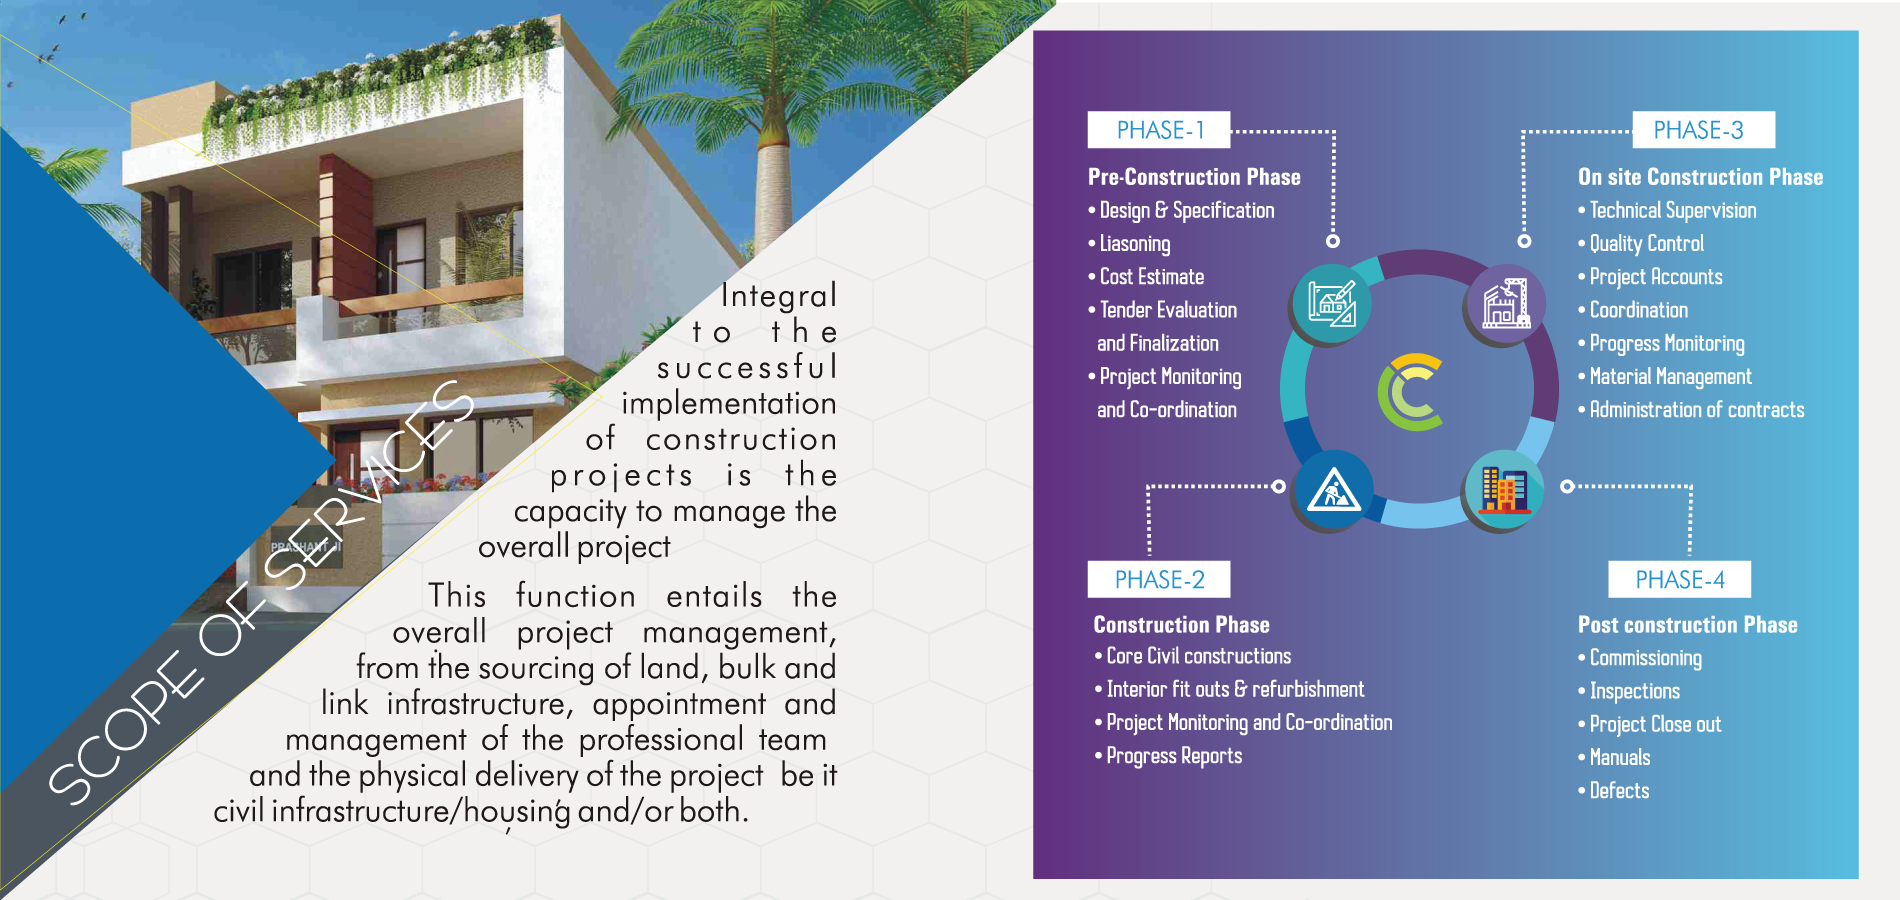 SCOPE OF SERVICES
PRASHANT JI
Integral
to the
successful
implementation
of construction
projects is the
capacity to manage the
overall project
This function entails the
overall project management,
from the sourcing of land, bulk and
link infrastructure, appointment and
management of the professional team
and the physical delivery of the project be it
civil infrastructure/housing and/or both.
PHASE-1
Pre-Construction Phase
• Design & Specification
• Liasoning
• Cost Estimate
• Tender Evaluation
and Finalization
• Project Monitoring
and Co-ordination
PHASE-2
Construction Phase
• Core Civil constructions
• Interior fit outs & refurbishment
• Project Monitoring and Co-ordination
• Progress Reports
PHASE-3
On site Construction Phase
• Technical Supervision
• Quality Control
• Project Accounts
• Coordination
• Progress Monitoring
• Material Management
• Administration of contracts
PHASE-4
Post construction Phase
• Commissioning
• Inspections
• Project Close out
• Manuals
• Defects